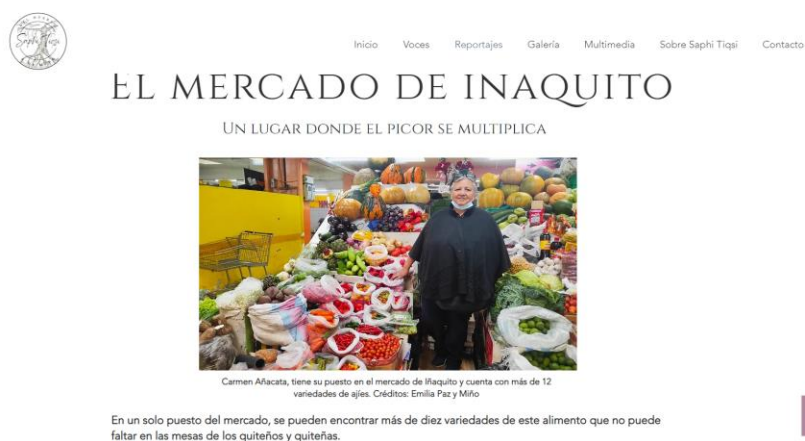 Saphi Tiqsi
Inicio Voces Reportajes Galería Multimedia Sobre Saphi Tiqsi Contacto
EL MERCADO DE INAQUITO
UN LUGAR DONDE EL PICOR SE MULTIPLICA
Carmen Añacata, tiene su puesto en el mercado de Iñaquito y cuenta con más de 12
variedades de ajíes. Créditos: Emilia Paz y Miño
En un solo puesto del mercado, se pueden encontrar más de diez variedades de este alimento que no puede
faltar en las mesas de los quiteños y quiteñas.